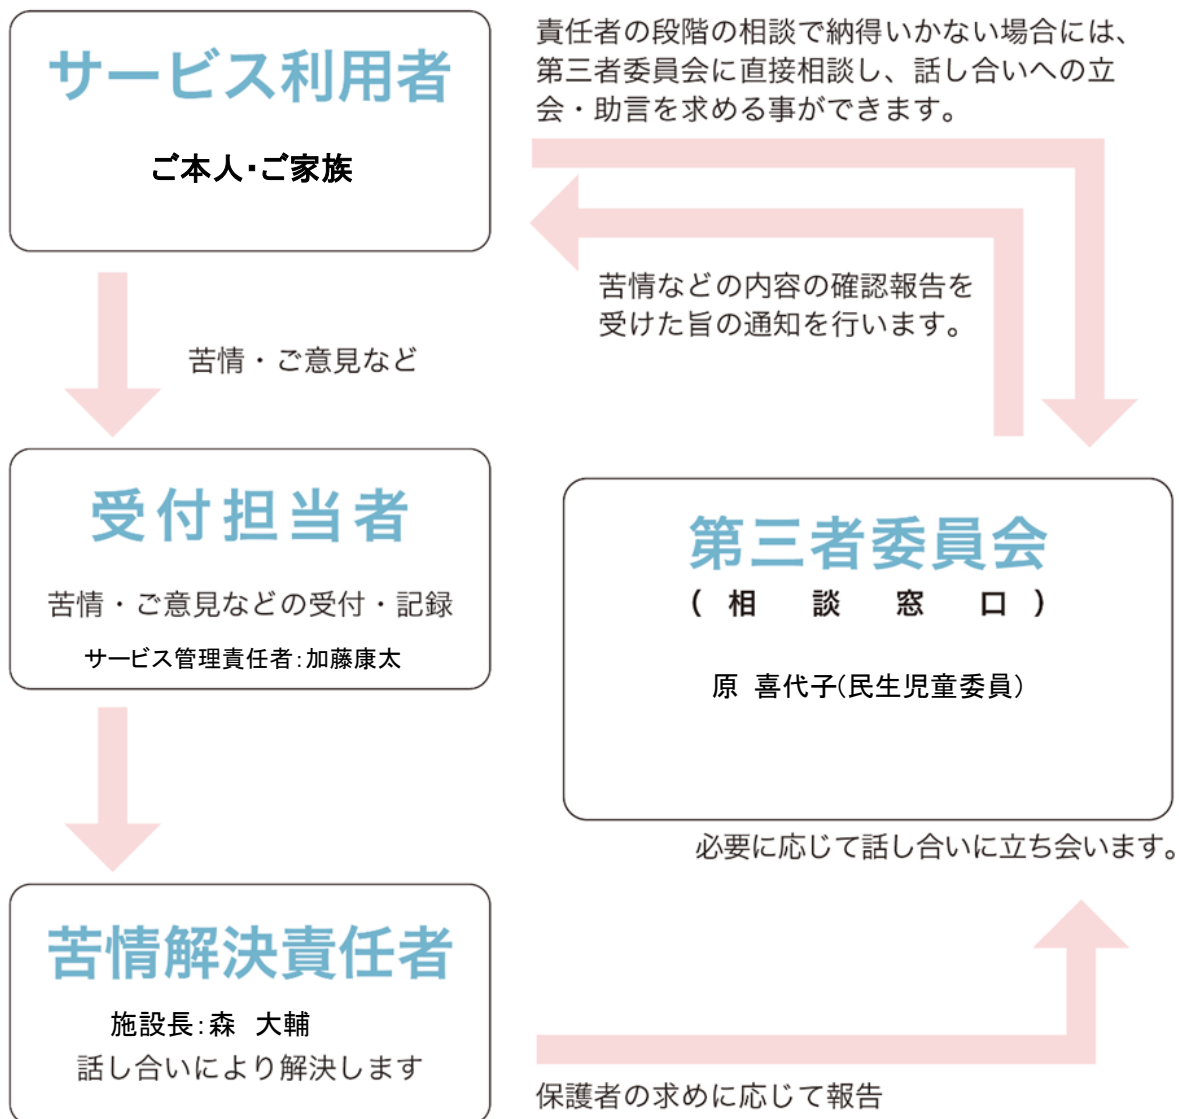 サービス利用者
ご本人・ご家族
責任者の段階の相談で納得いかない場合には、
第三者委員会に直接相談し、話し合いへの立
会・助言を求める事ができます。
苦情などの内容の確認報告を
受けた旨の通知を行います。
苦情・ご意見など
受付担当者
苦情・ご意見などの受付・記録
サービス管理責任者：加藤康太
第三者委員会
（相談窓口）
原 喜代子(民生児童委員)
必要に応じて話し合いに立ち会います。
苦情解決責任者
施設長：森 大輔
話し合いにより解決します
保護者の求めに応じて報告